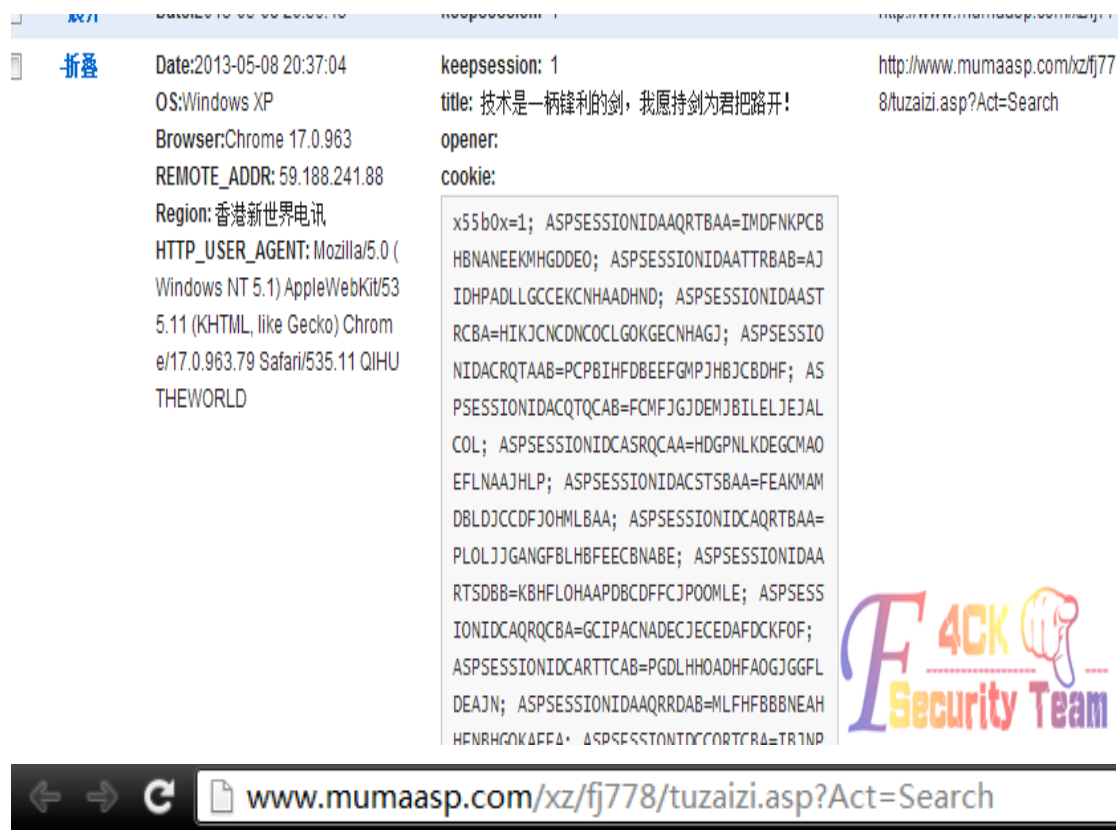 折叠
Date:2013-05-08 20:37:04
OS:Windows XP
Browser:Chrome 17.0.963
REMOTE_ADDR: 59.188.241.88
Region: 香港新世界电讯
HTTP_USER_AGENT: Mozilla/5.0 (
Windows NT 5.1) AppleWebKit/53
5.11 (KHTML, like Gecko) Chrom
e/17.0.963.79 Safari/535.11 QIHU
THEWORLD
keepsession: 1
title: 技术是一柄锋利的剑，我愿持剑为君把路开！
opener:
cookie:
x55bOx=1; ASPSESSIONIDAAQRTBAA=IMDFNKPCB
HBNANEEKMHGDDEO; ASPSESSIONIDAATTRBAB=AJ
IDHPADLLGCCEKCNHAADHND; ASPSESSIONIDAAST
RCBA=HIKJCNCDNCOCLGOKGECNHAGJ; ASPSESSIO
NIDACRQTAAB=PCPBIHFDBEEFGMPJHBJCBDHF; AS
PSESSIONIDACQTQCAB=FCMFJGJDEMJBILELJEJAL
COL; ASPSESSIONIDCASRQCAA=HDGPNLKDEGCMAO
EFLNAAJHLP; ASPSESSIONIDACSTSBAA=FEAKMAM
DBLDJCCDFJOHMLBAA; ASPSESSIONIDCAQRTBAA=
PLOLJJGANGFBLHBFEECBNABE; ASPSESSIONIDAA
RTSDBB=KBHFLOHAAPDBCDFFCJPOOMLE; ASPSESS
IONIDCAQRQCBA=GCIPACNADECJECEDAFDCKFOF;
ASPSESSIONIDCARTTCAB=PGDLHHOADHFAOGJGGFL
DEAJN; ASPSESSIONIDAAQRRDAB=MLFHFBBBNEAH
HENBHGOKAFEA; ASPSESSIONIDCCQRTCBA=IBJNP
http://www.mumaasp.com/xz/fj77
8/tuzaizi.asp?Act=Search
F4CK
Security Team
www.mumaasp.com/xz/fj778/tuzaizi.asp?Act=Search